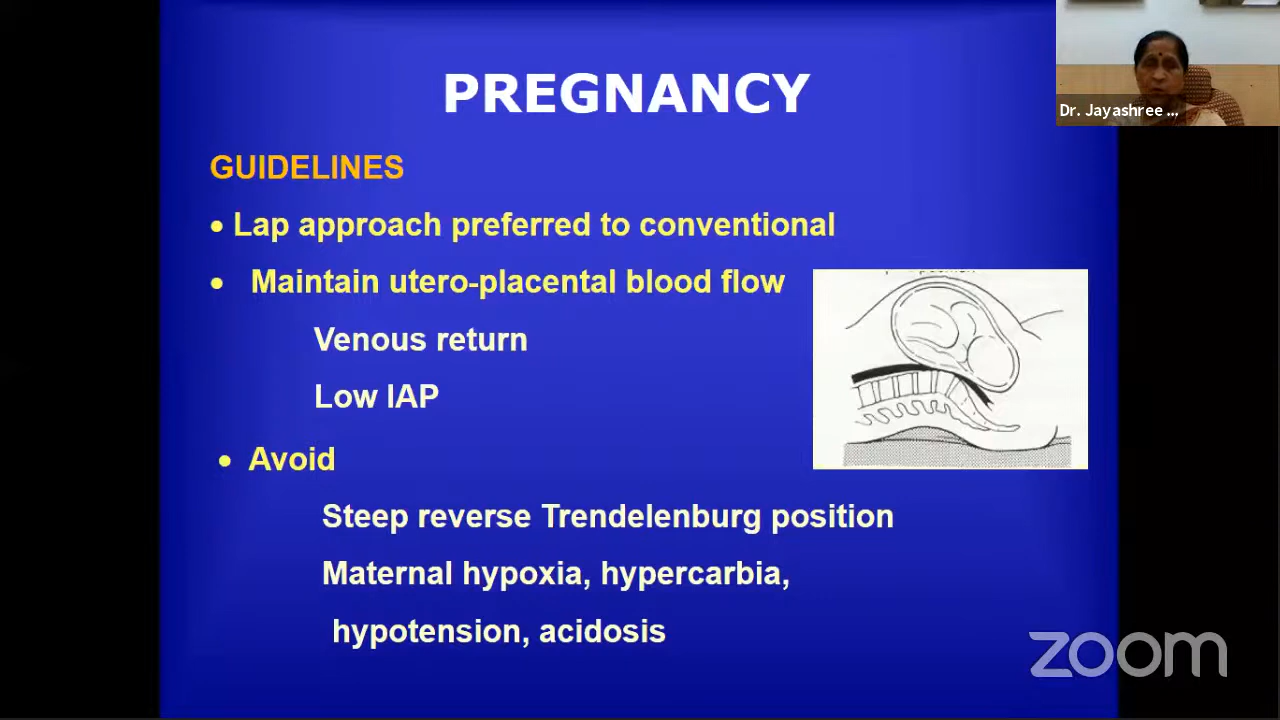 PREGNANCY
Dr. Jayashree ...
GUIDELINES
• Lap approach preferred to conventional
• Maintain utero-placental blood flow
Venous return
Low IAP
• Avoid
Steep reverse Trendelenburg position
Maternal hypoxia, hypercarbia,
hypotension, acidosis
zoom